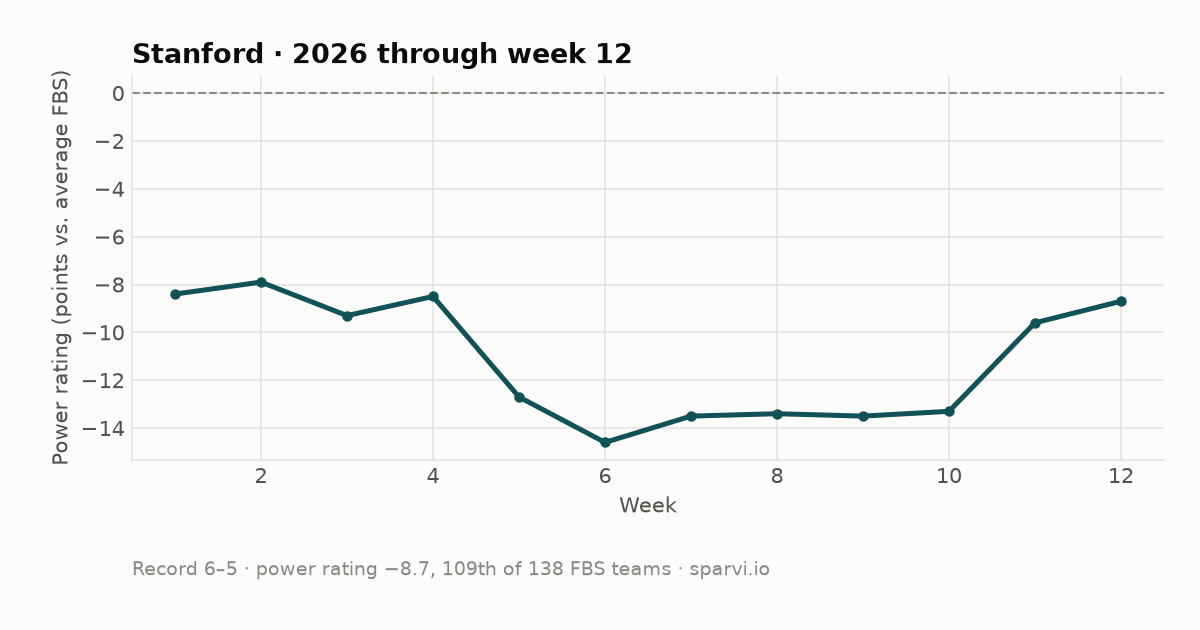 Stanford · 2026 through week 12
Power rating (points vs. average FBS)
0
−2
−4
−6
−8
−10
−12
−14
2 4 6 8 10 12
Week
Record 6–5 · power rating −8.7, 109th of 138 FBS teams · sparvi.io